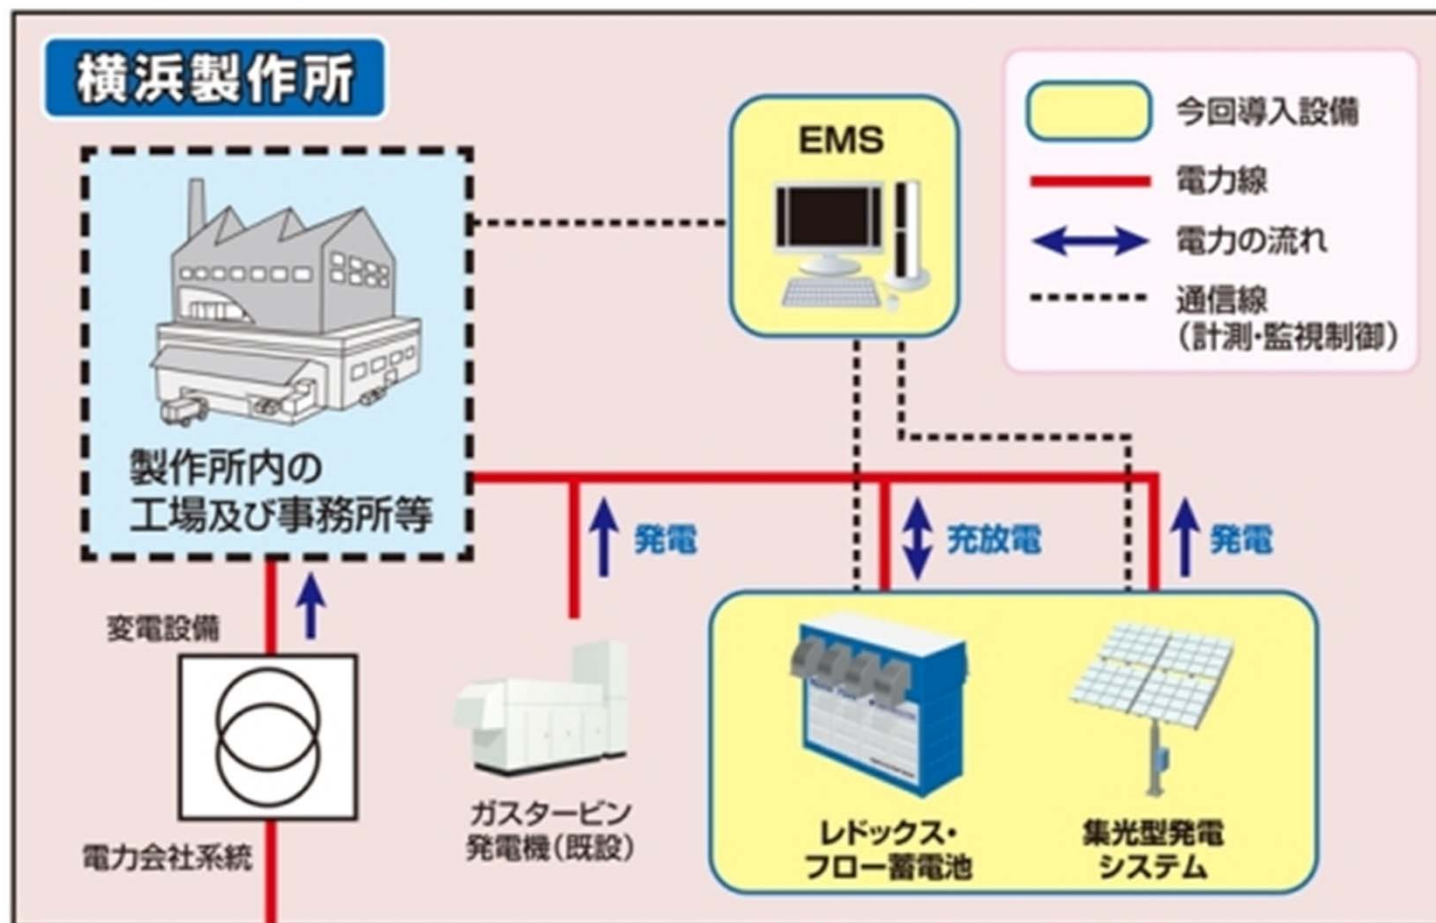 横浜製作所
EMS
今回導入設備
電力線
電力の流れ
通信線
(計測・監視制御)
製作所内の
工場及び事務所等
発電
充放電
発電
変電設備
電力会社系統
ガスタービン
発電機(既設)
レドックス・
フロー蓄電池
集光型発電
システム